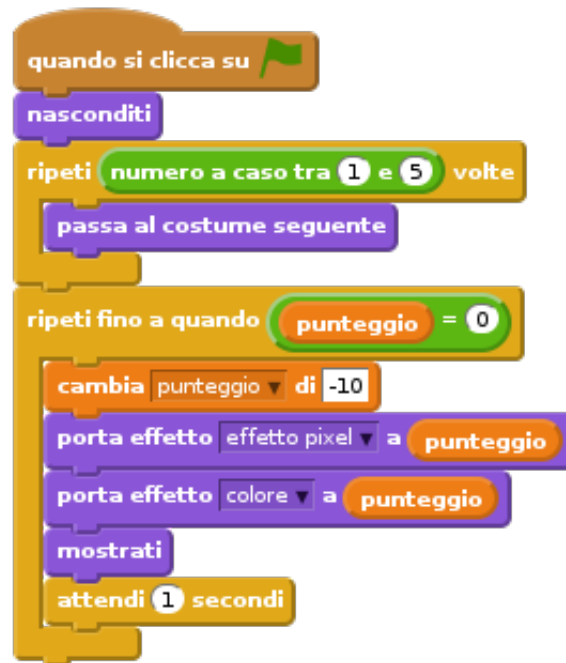 quando si clicca su
nasconditi
ripeti numero a caso tra 1 e 5 volte
passa al costume seguente
ripeti fino a quando punteggio = 0
cambia punteggio di -10
porta effetto effetto pixel a punteggio
porta effetto colore a punteggio
mostrati
attendi 1 secondi